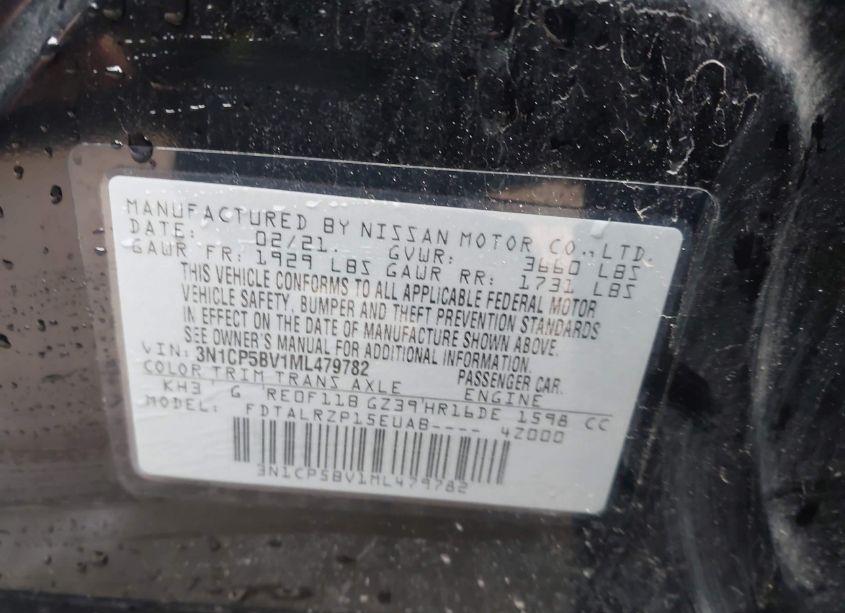 MANUFACTURED BY NISSAN MOTOR CO., LTD.
DATE: 02/21 GVWR: 3660 LBS
GAWR FR: 1929 LBS GAWR RR: 1731 LBS
THIS VEHICLE CONFORMS TO ALL APPLICABLE FEDERAL MOTOR
VEHICLE SAFETY, BUMPER AND THEFT PREVENTION STANDARDS
IN EFFECT ON THE DATE OF MANUFACTURE SHOWN ABOVE.
SEE OWNER'S MANUAL FOR ADDITIONAL INFORMATION.
VIN: 3N1CP5BV1ML479782 PASSENGER CAR.
COLOR TRIM TRANS AXLE ENGINE
KH3 G RE0F11B GZ39 HR16DE 1598 CC
MODEL: FDTALRZP15EUAB---- 42000
3N1CP5BV1ML479782